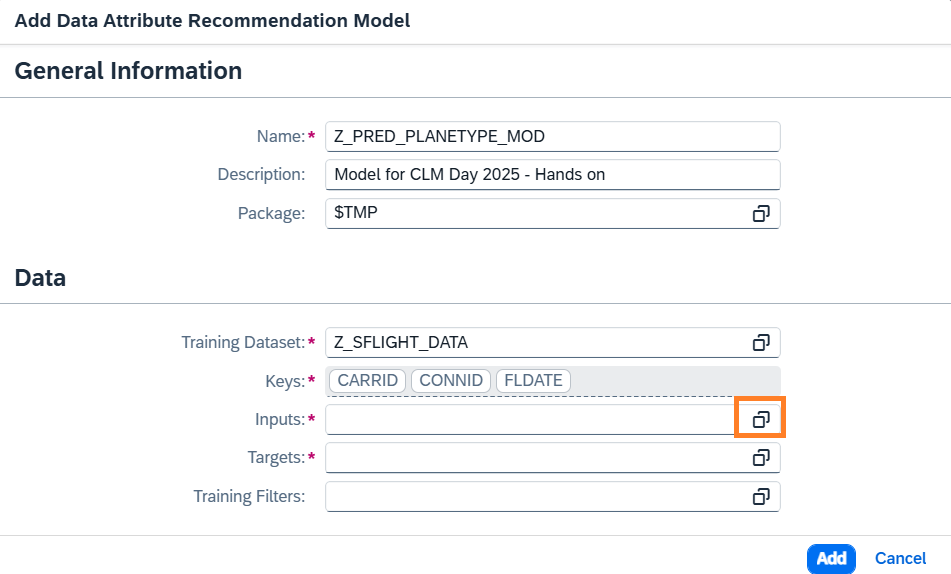 Add Data Attribute Recommendation Model
General Information
Name:* Z_PRED_PLANETYPE_MOD
Description: Model for CLM Day 2025 - Hands on
Package: $TMP
Data
Training Dataset:* Z_SFLIGHT_DATA
Keys:* CARRID CONNID FLDATE
Inputs:*
Targets:*
Training Filters:
Add Cancel